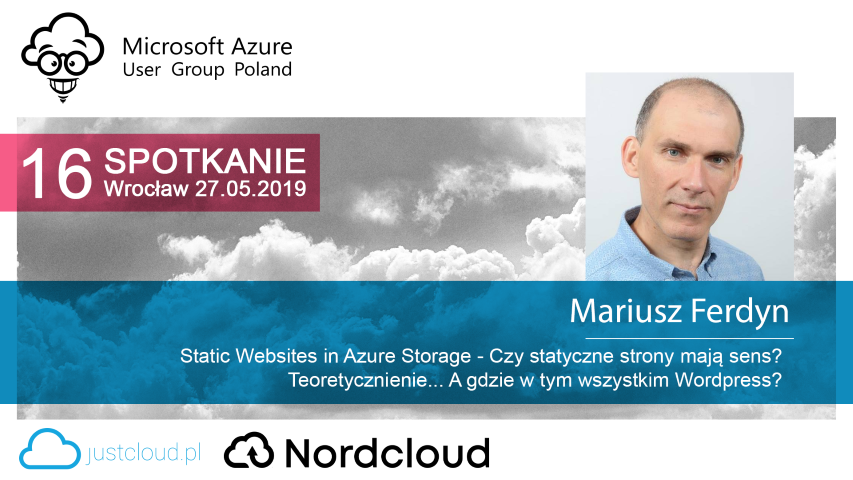 Microsoft Azure
User Group Poland
16 SPOTKANIE
Wrocław 27.05.2019
Mariusz Ferdyn
Static Websites in Azure Storage - Czy statyczne strony mają sens?
Teoretycznienie... A gdzie w tym wszystkim Wordpress?
justcloud.pl
Nordcloud